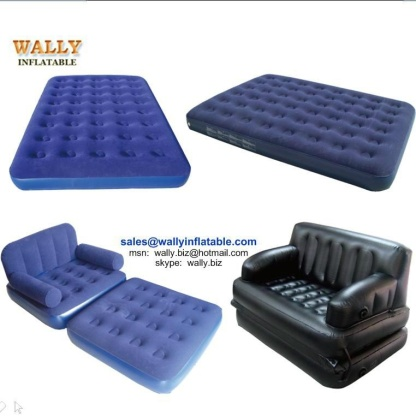 WALLY
INFLATABLE
sales@wallyinflatable.com
msn: wally.biz@hotmail.com
skype: wally.biz